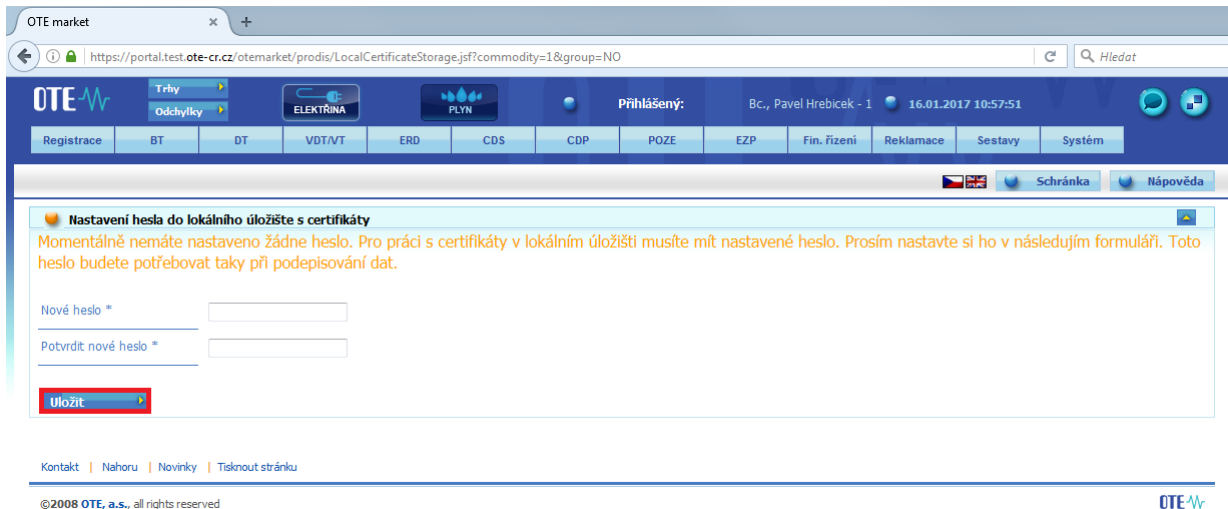 OTE market
https://portal.test.ote-cr.cz/otemarket/prodis/LocalCertificateStorage.jsf?commodity=1&group=NO
Hledat
OTE
Trhy
Odchylky
ELEKTŘINA
PLYN
Přihlášený:
Bc., Pavel Hrebicek - 1
16.01.2017 10:57:51
Registrace BT DT VDT/VT ERD CDS CDP POZE EZP Fin. řízení Reklamace Sestavy Systém
Schránka Nápověda
Nastavení hesla do lokálního úložište s certifikáty
Momentálně nemáte nastaveno žádne heslo. Pro práci s certifikáty v lokálním úložišti musíte mít nastavené heslo. Prosím nastavte si ho v následujím formuláři. Toto
heslo budete potřebovat taky při podepisování dat.
Nové heslo *
Potvrdit nové heslo *
Uložit
Kontakt | Nahoru | Novinky | Tisknout stránku
©2008 OTE, a.s., all rights reserved
OTE